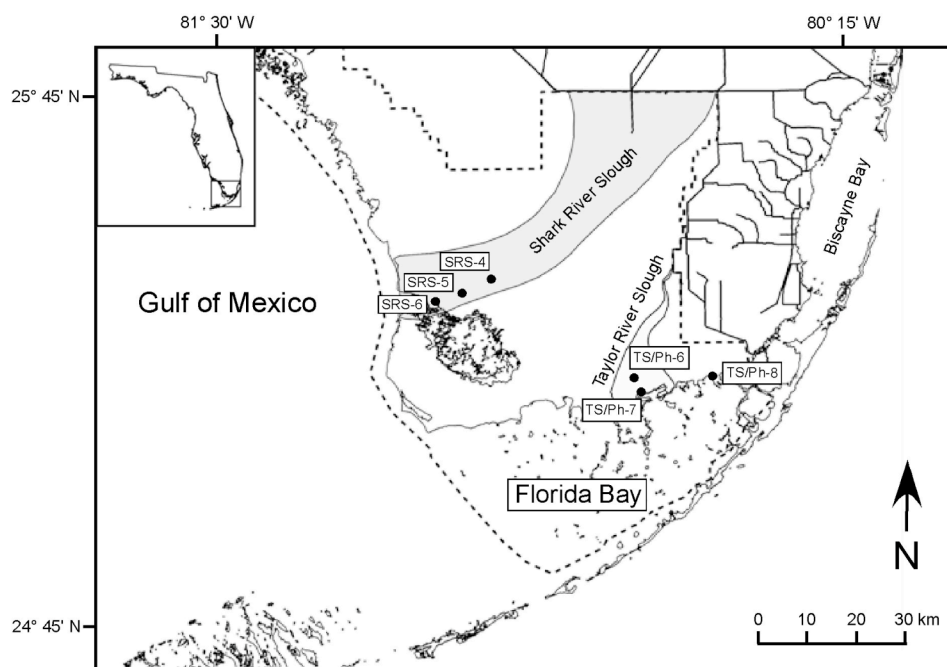 81° 30' W
80° 15' W
25° 45' N
Shark River Slough
Biscayne Bay
SRS-4
SRS-5
SRS-6
Gulf of Mexico
Taylor River Slough
TS/Ph-6
TS/Ph-8
TS/Ph-7
Florida Bay
N
24° 45' N
0 10 20 30 km